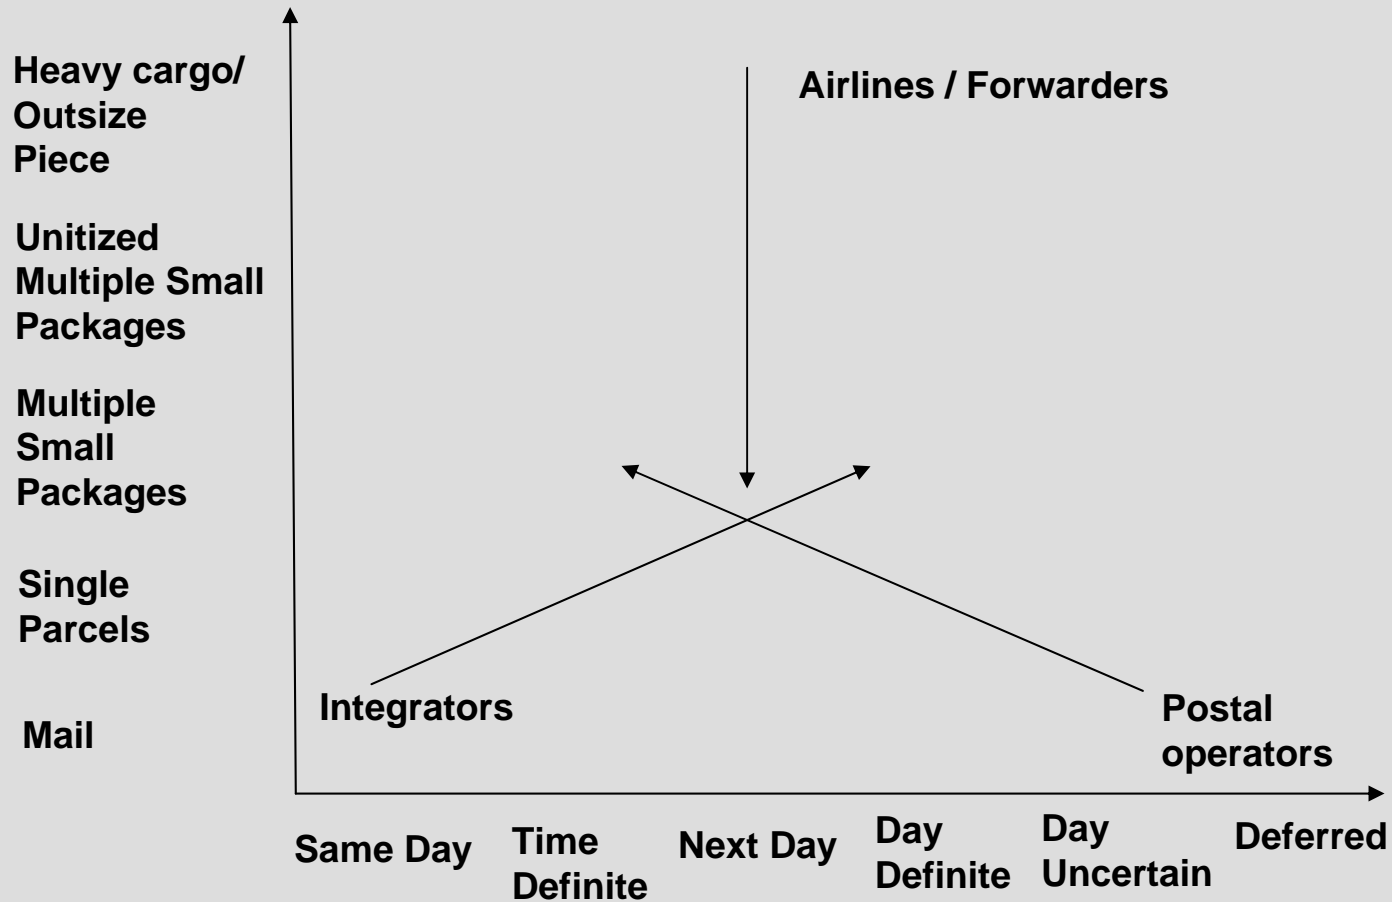 Heavy cargo/
Outsize
Piece
Airlines / Forwarders
Unitized
Multiple Small
Packages
Multiple
Small
Packages
Single
Parcels
Mail
Integrators
Postal
operators
Same Day
Time
Definite
Next Day
Day
Definite
Day
Uncertain
Deferred